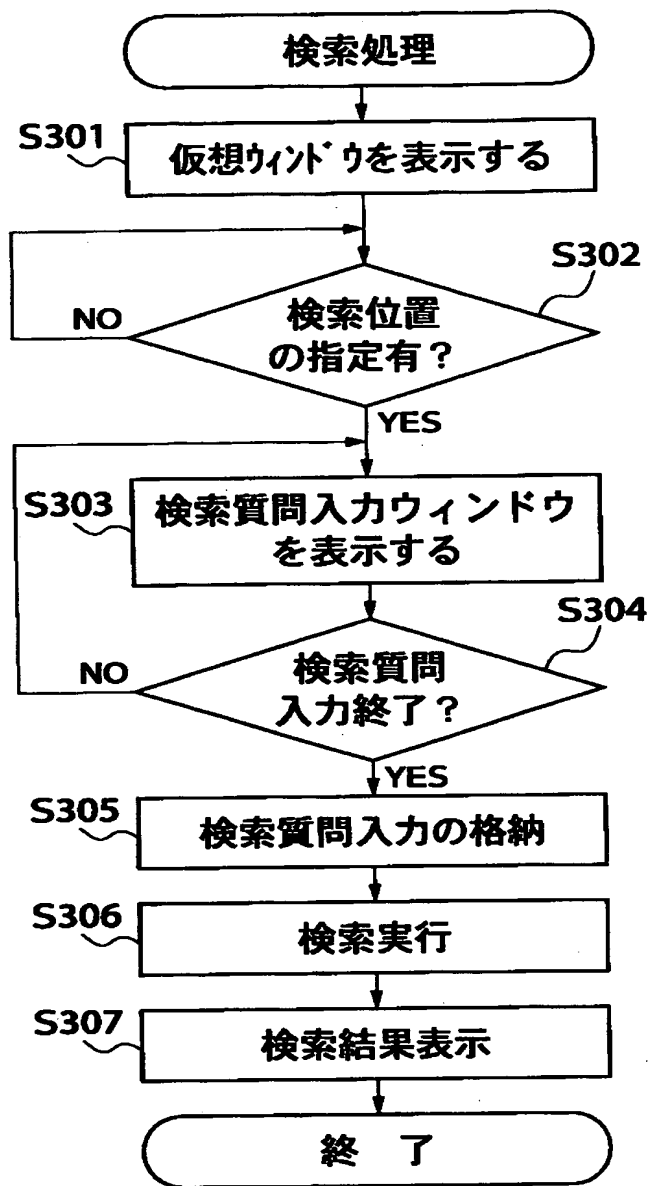 検索処理
S301
仮想ｳｨﾝﾄﾞｳを表示する
S302
検索位置
の指定有？
NO
YES
S303
検索質問入力ウィンドウ
を表示する
S304
検索質問
入力終了？
NO
YES
S305
検索質問入力の格納
S306
検索実行
S307
検索結果表示
終 了